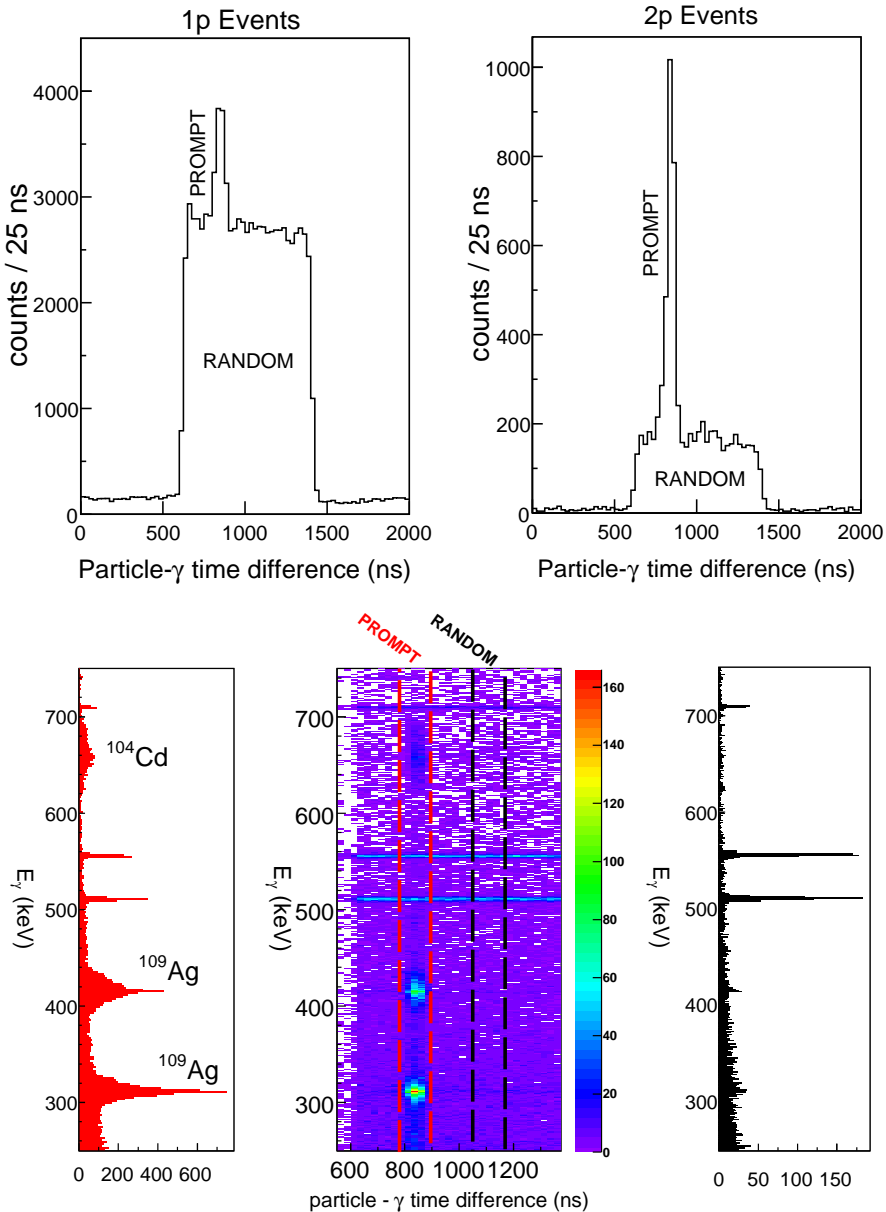 1p Events
counts / 25 ns
4000
3000
2000
1000
0
PROMPT
RANDOM
0 500 1000 1500 2000
Particle-γ time difference (ns)
2p Events
counts / 25 ns
1000
800
600
400
200
0
PROMPT
RANDOM
0 500 1000 1500 2000
Particle-γ time difference (ns)
Eγ (keV)
700
600
500
400
300
¹⁰⁴Cd
¹⁰⁹Ag
¹⁰⁹Ag
0 200 400 600
PROMPT
RANDOM
Eγ (keV)
700
600
500
400
300
600 800 1000 1200
particle - γ time difference (ns)
160
140
120
100
80
60
40
20
0
Eγ (keV)
700
600
500
400
300
0 50 100 150